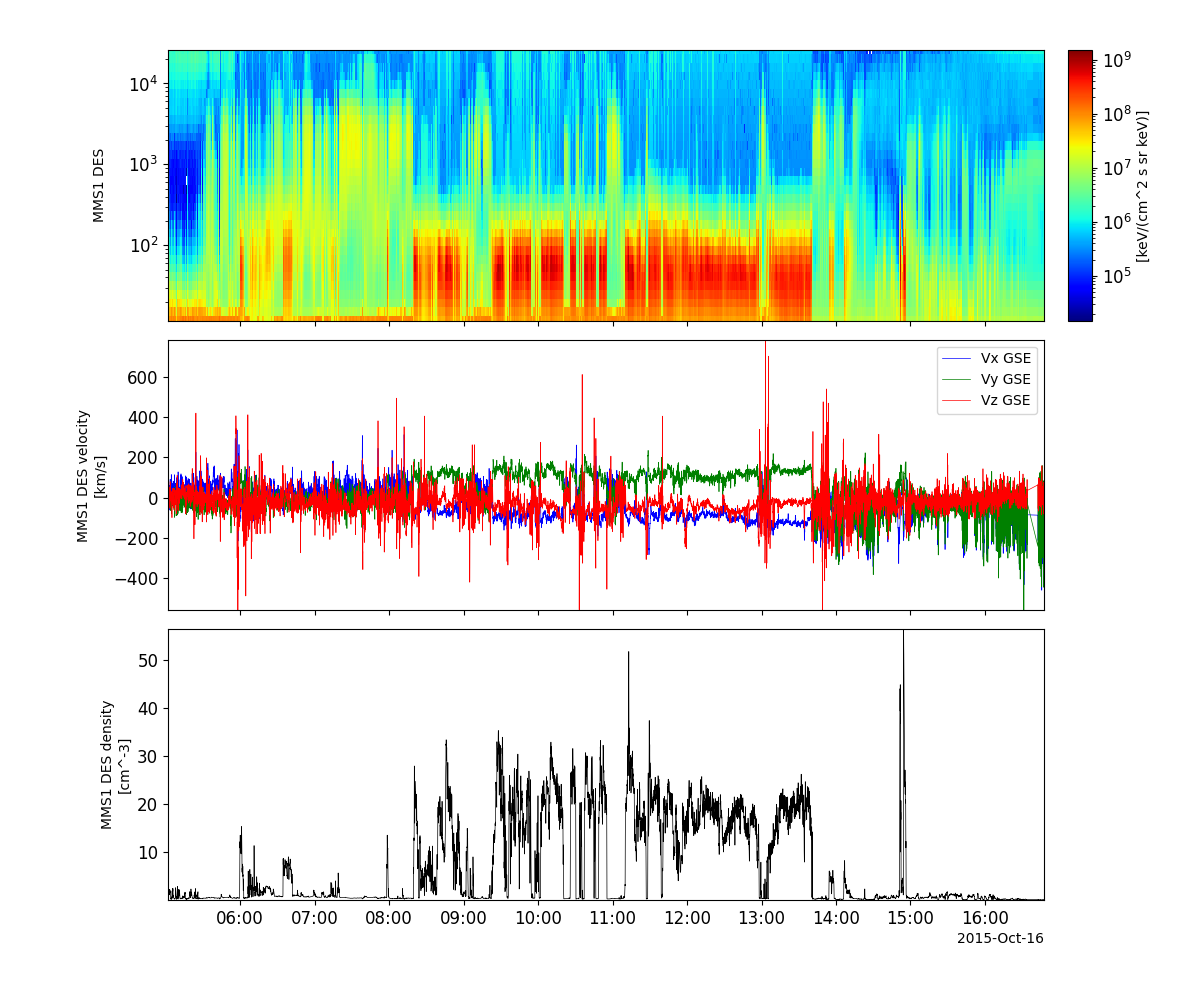 MMS1 DES
10^4
10^3
10^2
10^9
10^8
10^7
10^6
10^5
[keV/(cm^2 s sr keV)]
MMS1 DES velocity
[km/s]
600
400
200
0
−200
−400
Vx GSE
Vy GSE
Vz GSE
MMS1 DES density
[cm^-3]
50
40
30
20
10
06:00 07:00 08:00 09:00 10:00 11:00 12:00 13:00 14:00 15:00 16:00
2015-Oct-16